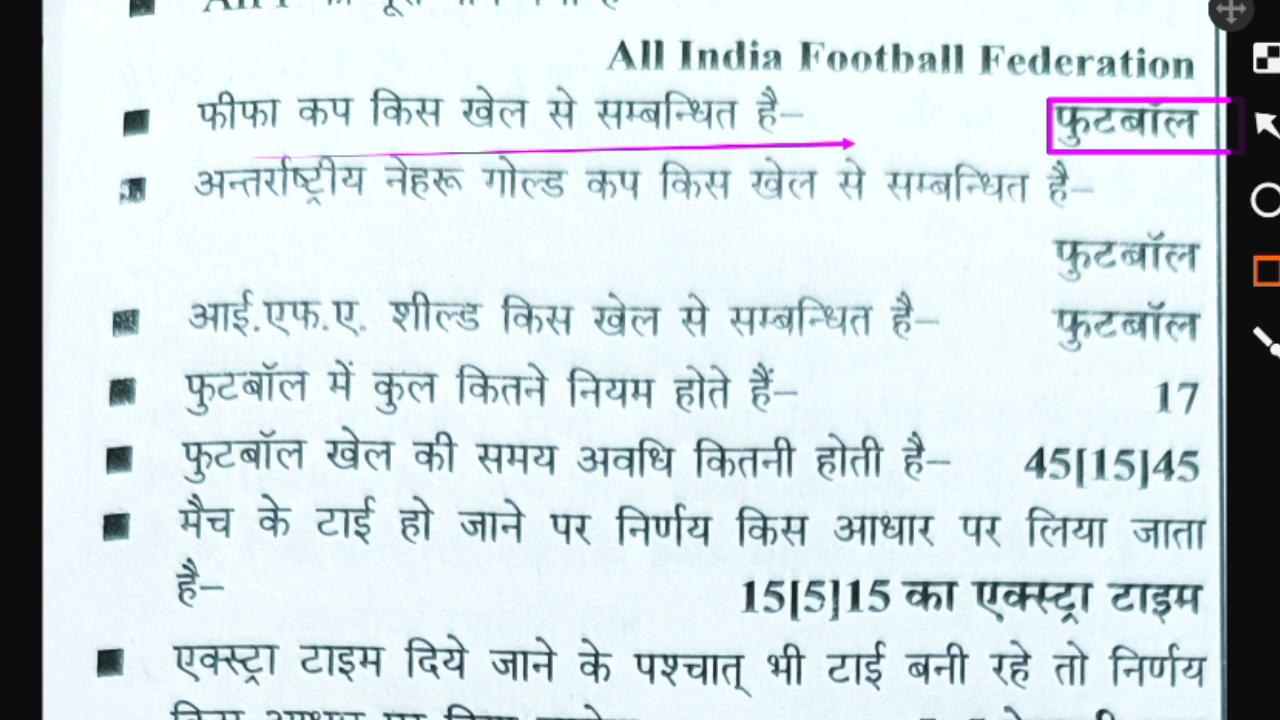 All India Football Federation
फीफा कप किस खेल से सम्बन्धित है– फुटबॉल
अन्तर्राष्ट्रीय नेहरू गोल्ड कप किस खेल से सम्बन्धित है–
फुटबॉल
आई.एफ.ए. शील्ड किस खेल से सम्बन्धित है– फुटबॉल
फुटबॉल में कुल कितने नियम होते हैं– 17
फुटबॉल खेल की समय अवधि कितनी होती है– 45[15]45
मैच के टाई हो जाने पर निर्णय किस आधार पर लिया जाता
है– 15[5]15 का एक्स्ट्रा टाइम
एक्स्ट्रा टाइम दिये जाने के पश्चात् भी टाई बनी रहे तो निर्णय